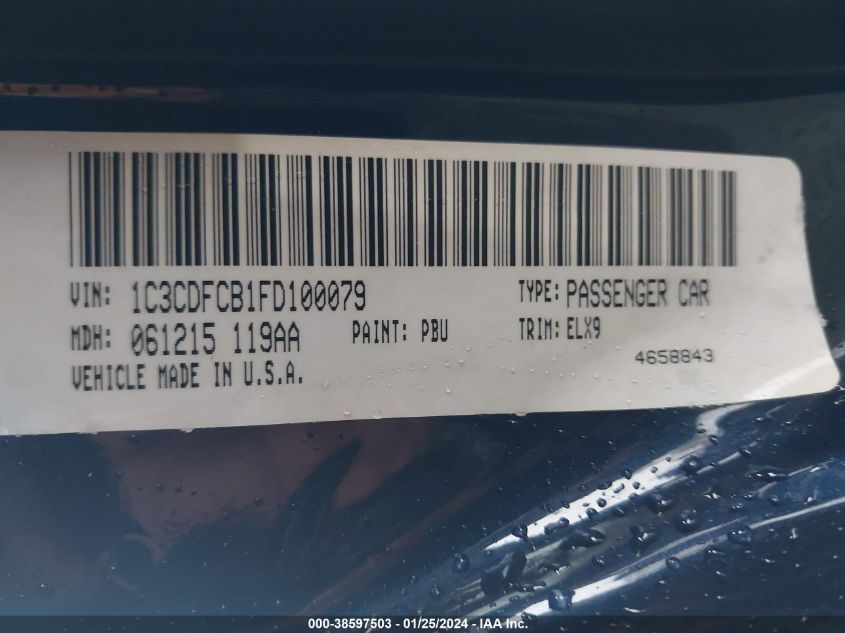 VIN: 1C3CDFCB1FD100079 TYPE: PASSENGER CAR
MDH: 061215 119AA PAINT: PBU TRIM: ELX9
VEHICLE MADE IN U.S.A. 4658843
000-38597503 - 01/25/2024 - IAA Inc.